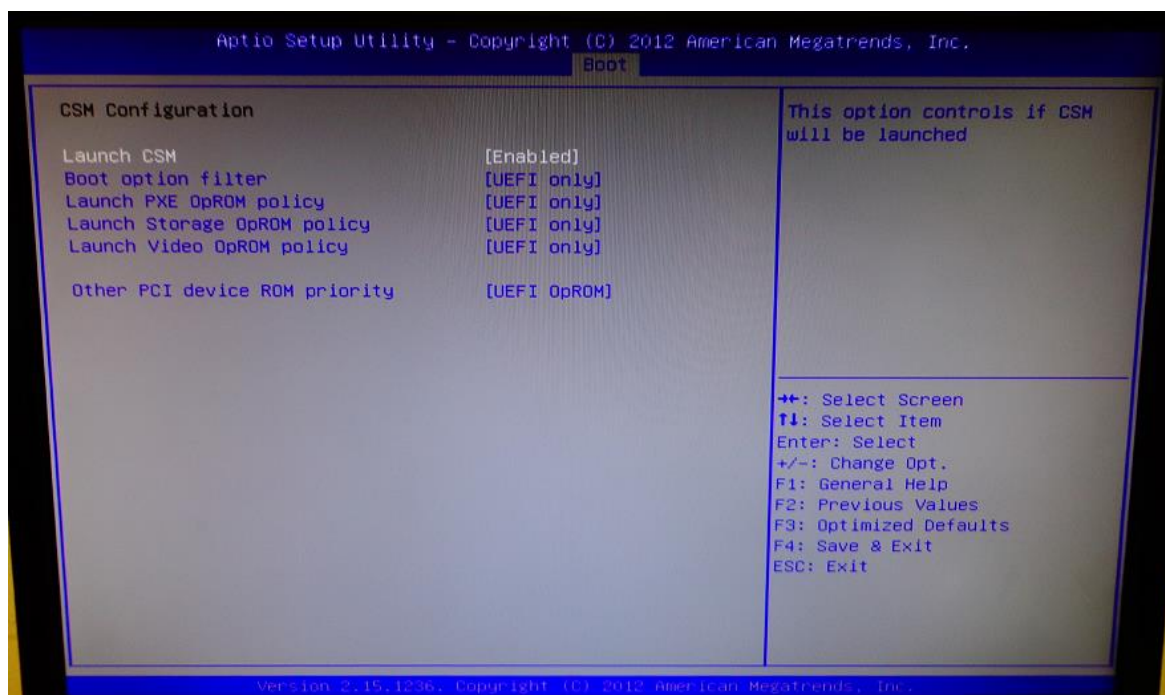 Aptio Setup Utility – Copyright (C) 2012 American Megatrends, Inc.
Boot
CSM Configuration
Launch CSM [Enabled]
Boot option filter [UEFI only]
Launch PXE OpROM policy [UEFI only]
Launch Storage OpROM policy [UEFI only]
Launch Video OpROM policy [UEFI only]
Other PCI device ROM priority [UEFI OpROM]
This option controls if CSM
will be launched
→←: Select Screen
↑↓: Select Item
Enter: Select
+/-: Change Opt.
F1: General Help
F2: Previous Values
F3: Optimized Defaults
F4: Save & Exit
ESC: Exit
Version 2.15.1236. Copyright (C) 2012 American Megatrends, Inc.